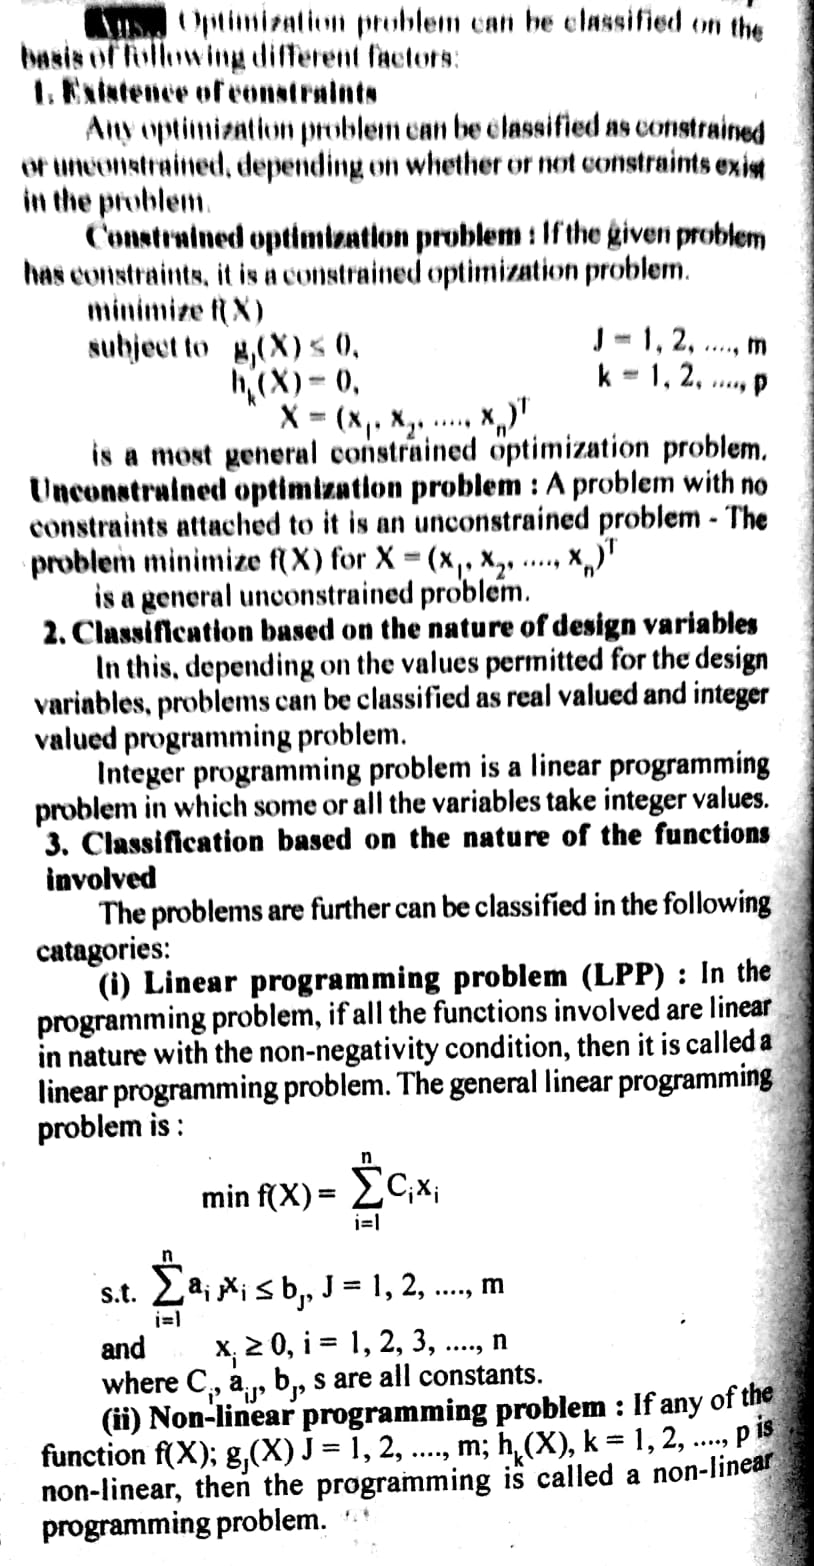 Ans. Optimization problem can be classified on the
basis of following different factors:
1. Existence of constraints
Any optimization problem can be classified as constrained
or unconstrained, depending on whether or not constraints exist
in the problem.
Constrained optimization problem : If the given problem
has constraints, it is a constrained optimization problem.
minimize f(X)
subject to g_J(X) ≤ 0, J = 1, 2, ...., m
h_k(X) = 0, k = 1, 2, ...., p
X = (x₁, x₂, ...., xₙ)ᵀ
is a most general constrained optimization problem.
Unconstrained optimization problem : A problem with no
constraints attached to it is an unconstrained problem - The
problem minimize f(X) for X = (x₁, x₂, ...., xₙ)ᵀ
is a general unconstrained problem.
2. Classification based on the nature of design variables
In this, depending on the values permitted for the design
variables, problems can be classified as real valued and integer
valued programming problem.
Integer programming problem is a linear programming
problem in which some or all the variables take integer values.
3. Classification based on the nature of the functions
involved
The problems are further can be classified in the following
catagories:
(i) Linear programming problem (LPP) : In the
programming problem, if all the functions involved are linear
in nature with the non-negativity condition, then it is called a
linear programming problem. The general linear programming
problem is :
min f(X) = ∑_{i=1}^{n} C_i x_i
s.t. ∑_{i=1}^{n} a_{i J} x_i ≤ b_J, J = 1, 2, ...., m
and x_i ≥ 0, i = 1, 2, 3, ...., n
where C_i, a_{iJ}, b_J, s are all constants.
(ii) Non-linear programming problem : If any of the
function f(X); g_J(X) J = 1, 2, ...., m; h_k(X), k = 1, 2, ...., p is
non-linear, then the programming is called a non-linear
programming problem.